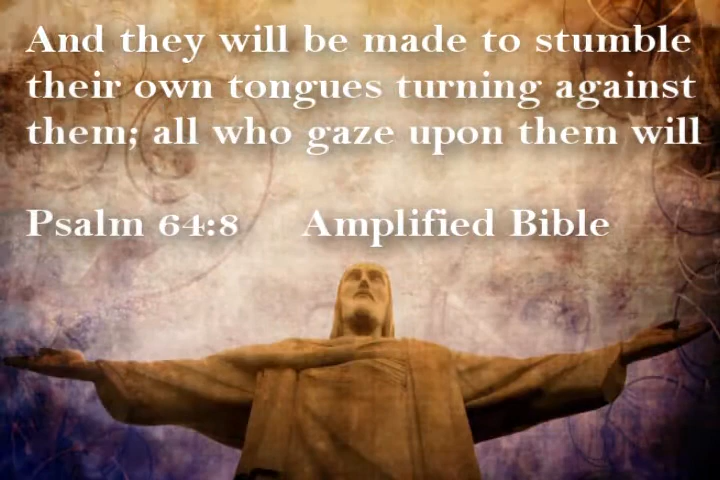 And they will be made to stumble
their own tongues turning against
them; all who gaze upon them will
Psalm 64:8 Amplified Bible